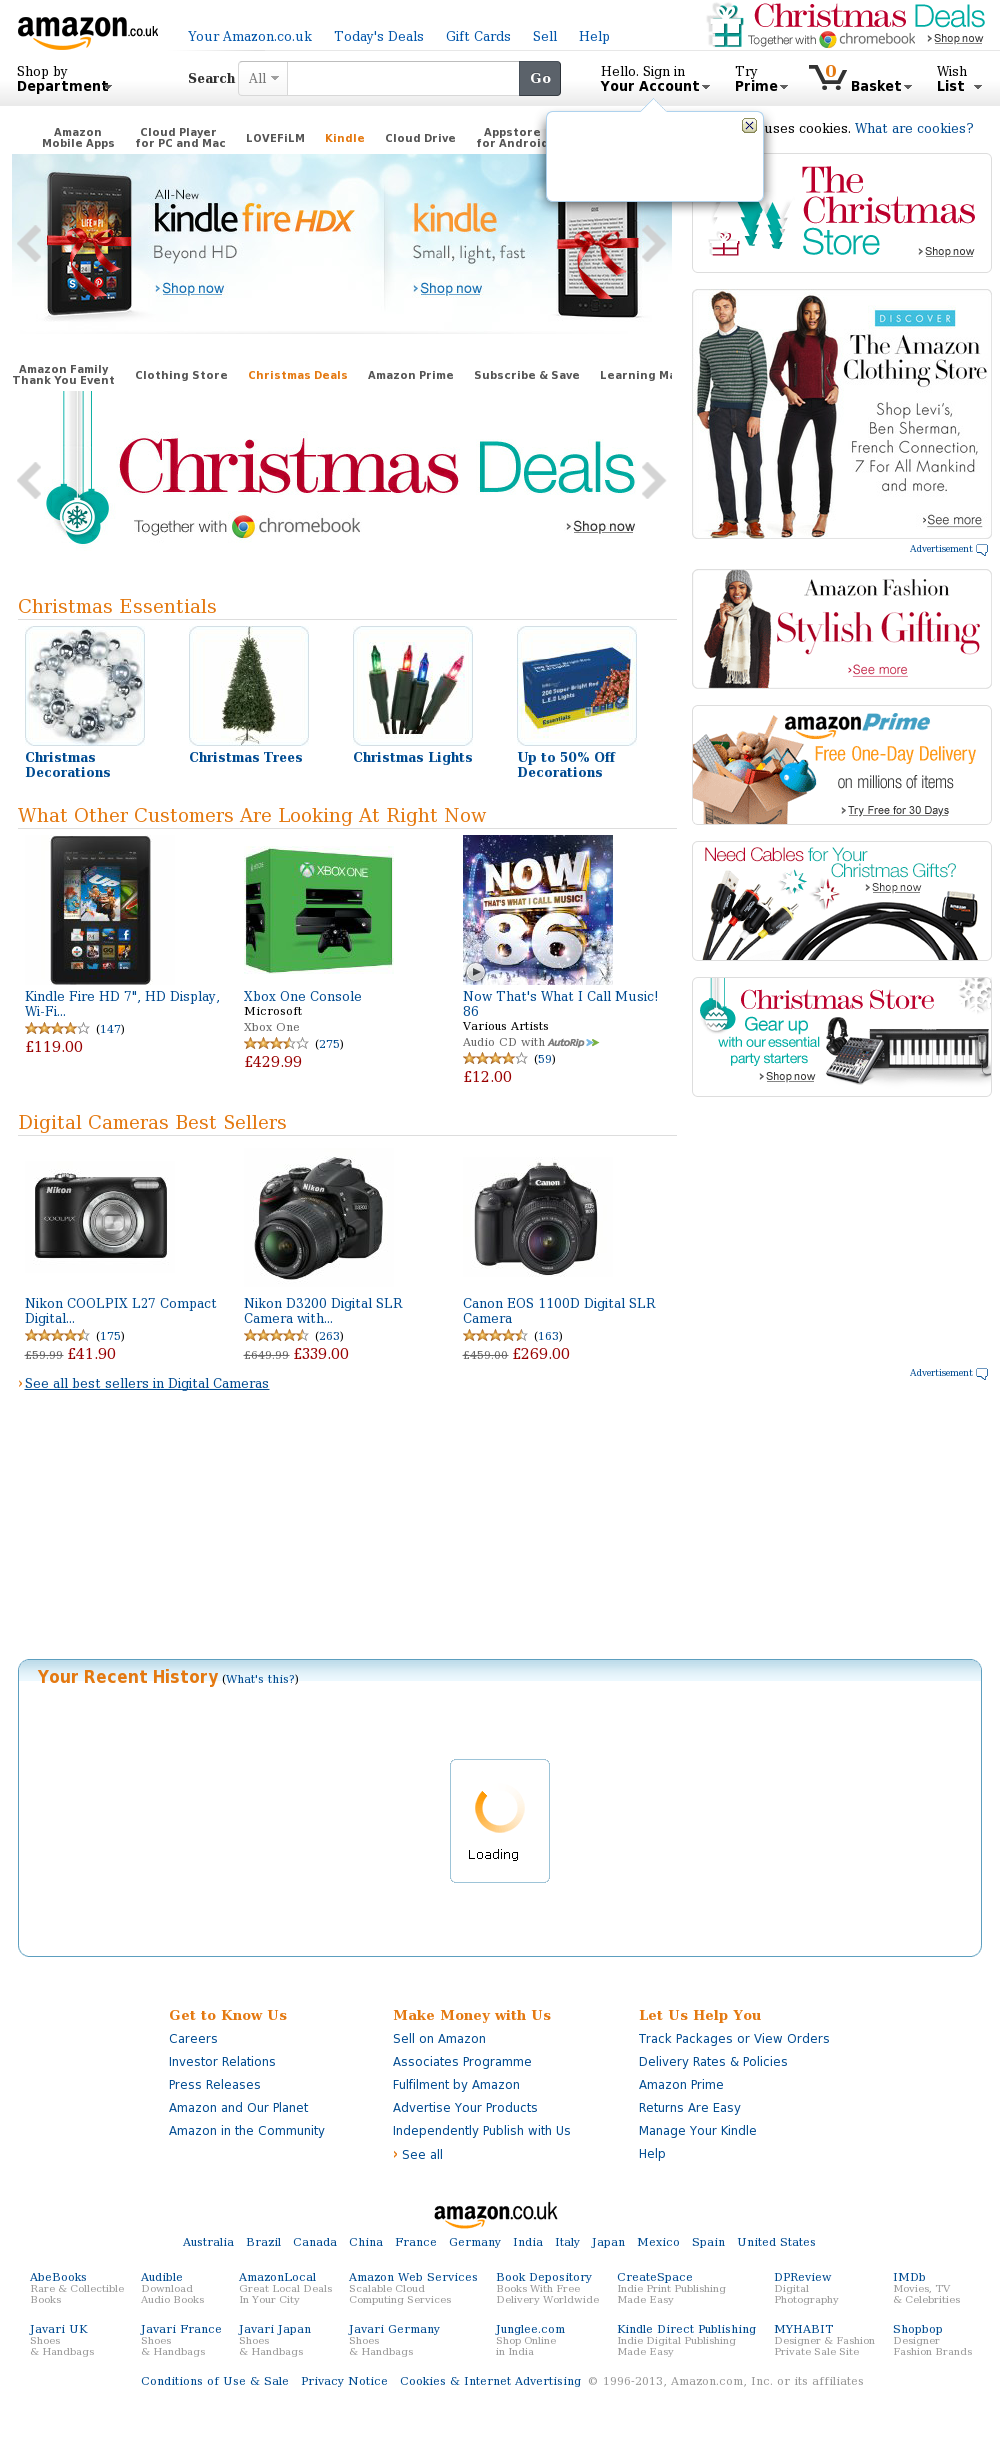 amazon.co.uk
Your Amazon.co.uk Today's Deals Gift Cards Sell Help
Christmas Deals
Together with chromebook
Shop now
Shop by
Department
Search All Go
Hello. Sign in
Your Account
Try
Prime
0 Basket
Wish
List
uses cookies. What are cookies?
Amazon
Mobile Apps
Cloud Player
for PC and Mac
LOVEFiLM
Kindle
Cloud Drive
Appstore
for Android
All-New
kindle fire HDX
Beyond HD
Shop now
kindle
Small, light, fast
Shop now
The
Christmas
Store
Shop now
DISCOVER
The Amazon
Clothing Store
Shop Levi's,
Ben Sherman,
French Connection,
7 For All Mankind
and more.
See more
Advertisement
Amazon Family
Thank You Event
Clothing Store
Christmas Deals
Amazon Prime
Subscribe & Save
Learning Ma
Christmas Deals
Together with chromebook
Shop now
Amazon Fashion
Stylish Gifting
See more
amazonPrime
Free One-Day Delivery
on millions of items
Try Free for 30 Days
Need Cables for Your
Christmas Gifts?
Shop now
Christmas Store
Gear up
with our essential
party starters
Shop now
Christmas Essentials
200 Super Bright Red
L.E.D Lights
Essentials
Christmas
Decorations
Christmas Trees
Christmas Lights
Up to 50% Off
Decorations
What Other Customers Are Looking At Right Now
XBOX ONE
NOW
THAT'S WHAT I CALL MUSIC!
86
Kindle Fire HD 7", HD Display,
Wi-Fi...
(147)
£119.00
Xbox One Console
Microsoft
Xbox One
(275)
£429.99
Now That's What I Call Music!
86
Various Artists
Audio CD with AutoRip
(59)
£12.00
Digital Cameras Best Sellers
Nikon
COOLPIX
Nikon
Canon
Nikon COOLPIX L27 Compact
Digital...
(175)
£59.99 £41.90
Nikon D3200 Digital SLR
Camera with...
(263)
£649.99 £339.00
Canon EOS 1100D Digital SLR
Camera
(163)
£459.00 £269.00
› See all best sellers in Digital Cameras
Advertisement
Your Recent History (What's this?)
Loading
Get to Know Us
Careers
Investor Relations
Press Releases
Amazon and Our Planet
Amazon in the Community
Make Money with Us
Sell on Amazon
Associates Programme
Fulfilment by Amazon
Advertise Your Products
Independently Publish with Us
› See all
Let Us Help You
Track Packages or View Orders
Delivery Rates & Policies
Amazon Prime
Returns Are Easy
Manage Your Kindle
Help
amazon.co.uk
Australia Brazil Canada China France Germany India Italy Japan Mexico Spain United States
AbeBooks
Rare & Collectible
Books
Audible
Download
Audio Books
AmazonLocal
Great Local Deals
In Your City
Amazon Web Services
Scalable Cloud
Computing Services
Book Depository
Books With Free
Delivery Worldwide
CreateSpace
Indie Print Publishing
Made Easy
DPReview
Digital
Photography
IMDb
Movies, TV
& Celebrities
Javari UK
Shoes
& Handbags
Javari France
Shoes
& Handbags
Javari Japan
Shoes
& Handbags
Javari Germany
Shoes
& Handbags
Junglee.com
Shop Online
in India
Kindle Direct Publishing
Indie Digital Publishing
Made Easy
MYHABIT
Designer & Fashion
Private Sale Site
Shopbop
Designer
Fashion Brands
Conditions of Use & Sale Privacy Notice Cookies & Internet Advertising © 1996-2013, Amazon.com, Inc. or its affiliates